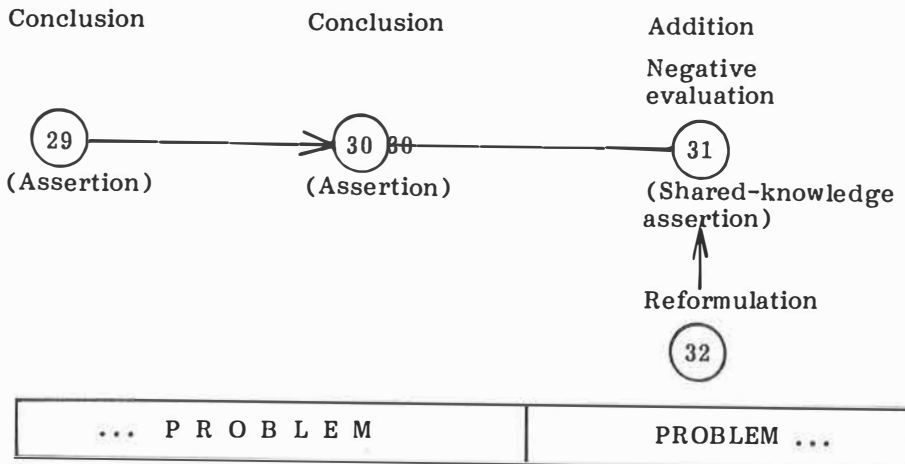 Conclusion Conclusion Addition
Negative
evaluation
29 30 30 31
(Assertion) (Assertion) (Shared-knowledge
assertion)
Reformulation
32
... P R O B L E M PROBLEM ...